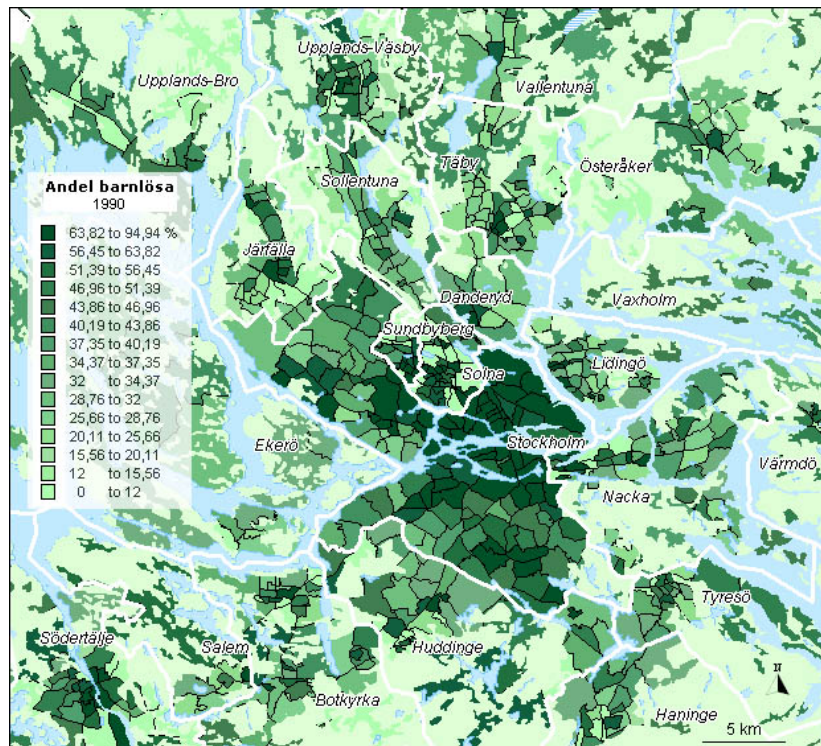 Upplands-Väsby
Upplands-Bro
Vallentuna
Täby
Österåker
Sollentuna
Andel barnlösa
1990
63,82 to 94,94 %
56,45 to 63,82
51,39 to 56,45
46,96 to 51,39
43,86 to 46,96
40,19 to 43,86
37,35 to 40,19
34,37 to 37,35
32 to 34,37
28,76 to 32
25,66 to 28,76
20,11 to 25,66
15,56 to 20,11
12 to 15,56
0 to 12
Järfälla
Danderyd
Vaxholm
Sundbyberg
Solna
Lidingö
Ekerö
Stockholm
Värmdö
Nacka
Tyresö
Södertälje
Salem
Huddinge
Botkyrka
Haninge
N
5 km